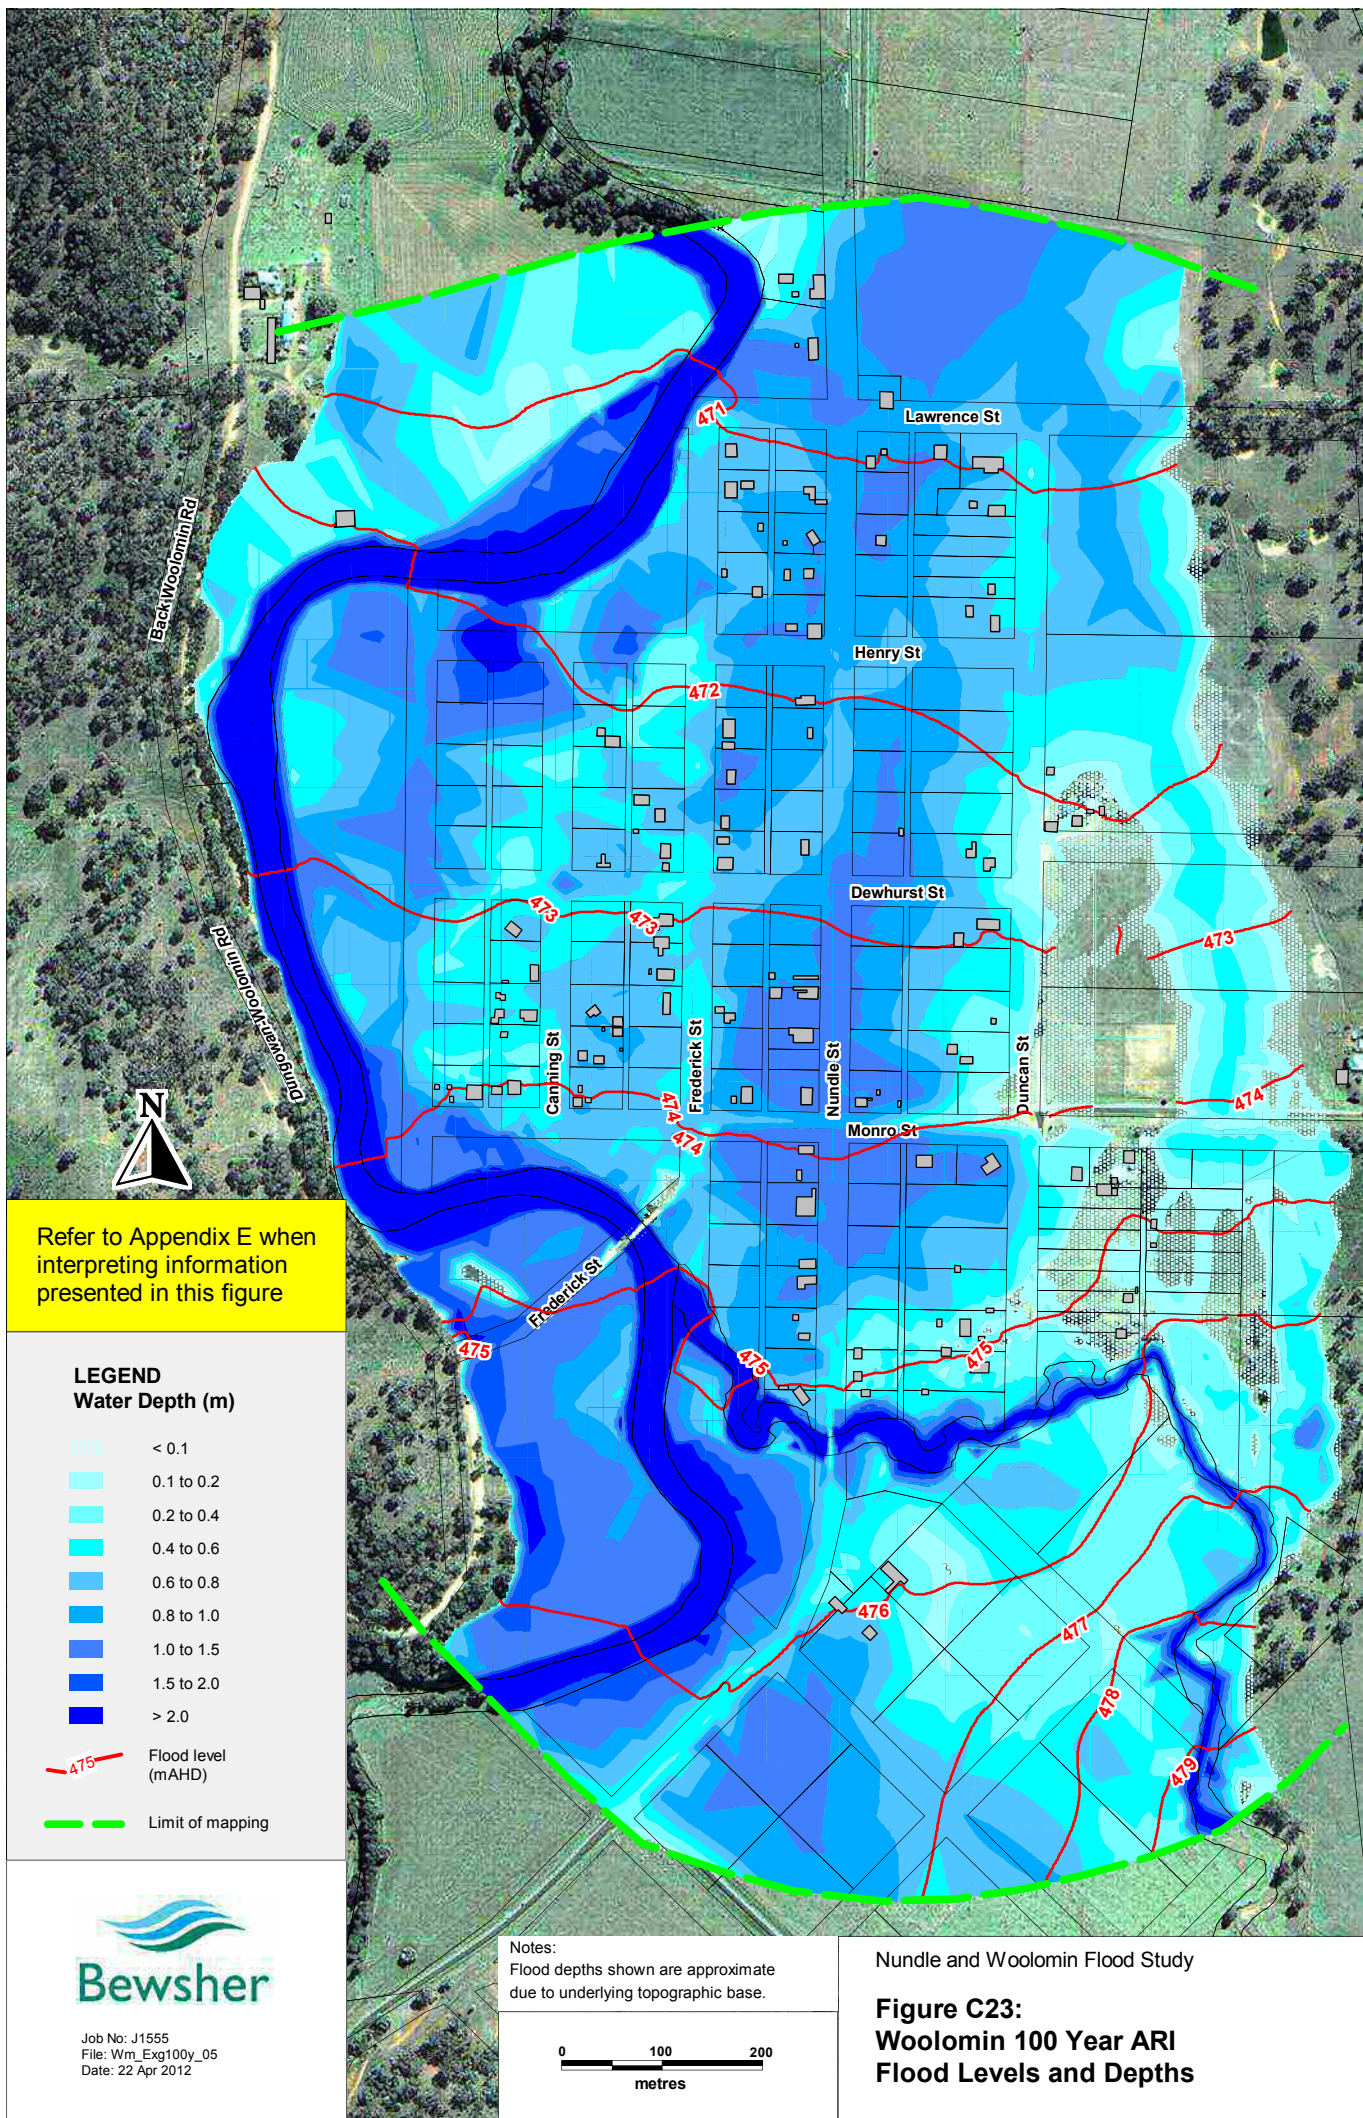 Lawrence St
471
Back Woolomin Rd
Henry St
472
Dewhurst St
473
473
473
Dungowan-Woolomin Rd
Canning St
Frederick St
Nundle St
Duncan St
474
474
474
Monro St
N
Frederick St
475
475
475
476
477
478
479
Refer to Appendix E when
interpreting information
presented in this figure
LEGEND
Water Depth (m)
< 0.1
0.1 to 0.2
0.2 to 0.4
0.4 to 0.6
0.6 to 0.8
0.8 to 1.0
1.0 to 1.5
1.5 to 2.0
> 2.0
475
Flood level
(mAHD)
Limit of mapping
Bewsher
Job No: J1555
File: Wm_Exg100y_05
Date: 22 Apr 2012
Notes:
Flood depths shown are approximate
due to underlying topographic base.
0 100 200
metres
Nundle and Woolomin Flood Study
Figure C23:
Woolomin 100 Year ARI
Flood Levels and Depths